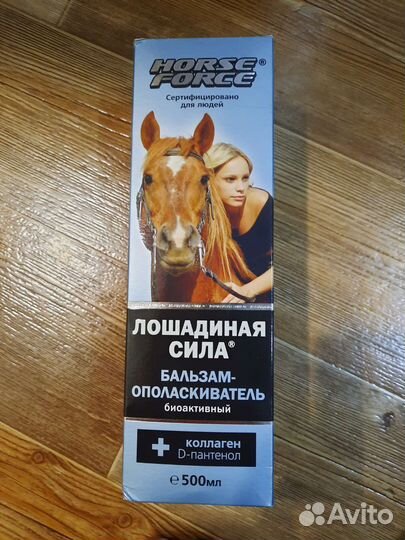 HORSE
FORCE®
Сертифицировано
для людей
ЛОШАДИНАЯ
СИЛА®
БАЛЬЗАМ-
ОПОЛАСКИВАТЕЛЬ
биоактивный
+ коллаген
D-пантенол
℮ 500мл
Avito